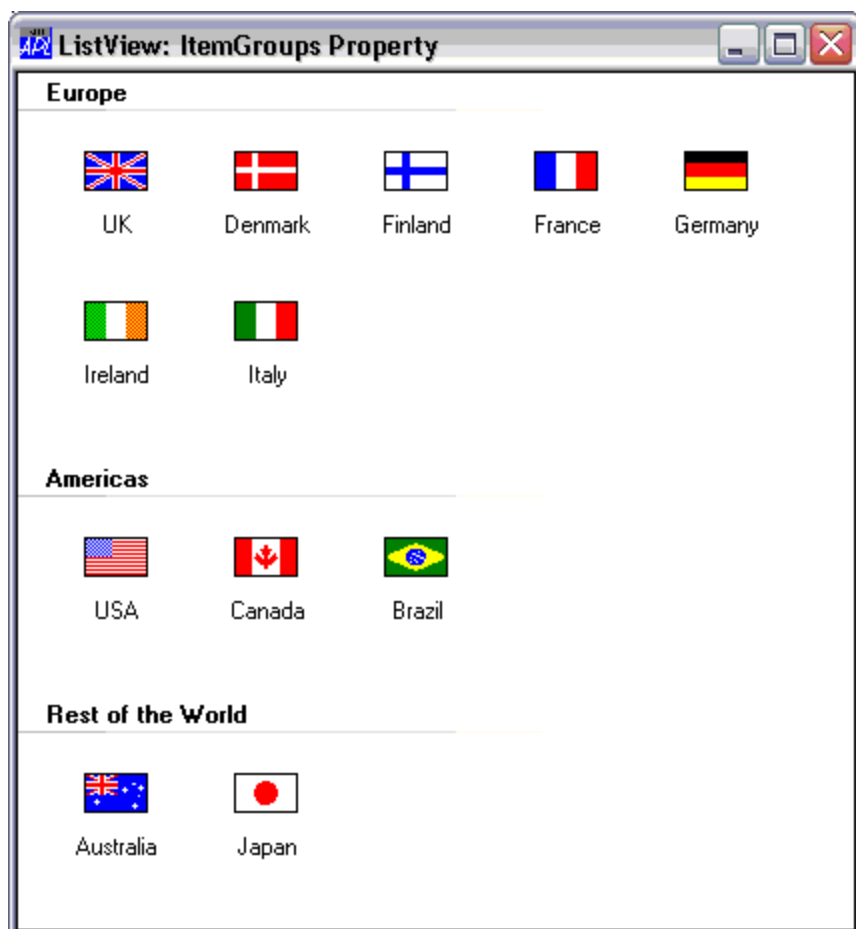 APL ListView: ItemGroups Property
Europe
UK Denmark Finland France Germany
Ireland Italy
Americas
USA Canada Brazil
Rest of the World
Australia Japan